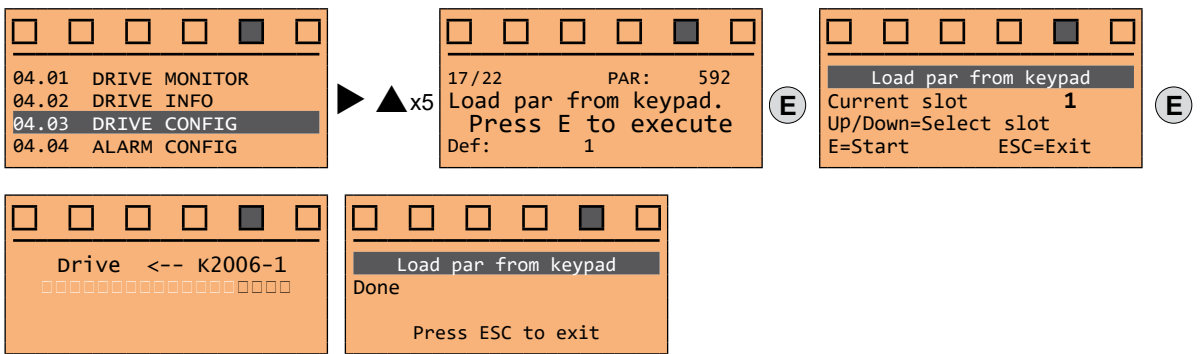 04.01 DRIVE MONITOR
04.02 DRIVE INFO
04.03 DRIVE CONFIG
04.04 ALARM CONFIG
x5
17/22 PAR: 592
Load par from keypad.
Press E to execute
Def: 1
E
Load par from keypad
Current slot 1
Up/Down=Select slot
E=Start ESC=Exit
E
Drive <-- K2006-1
Load par from keypad
Done
Press ESC to exit